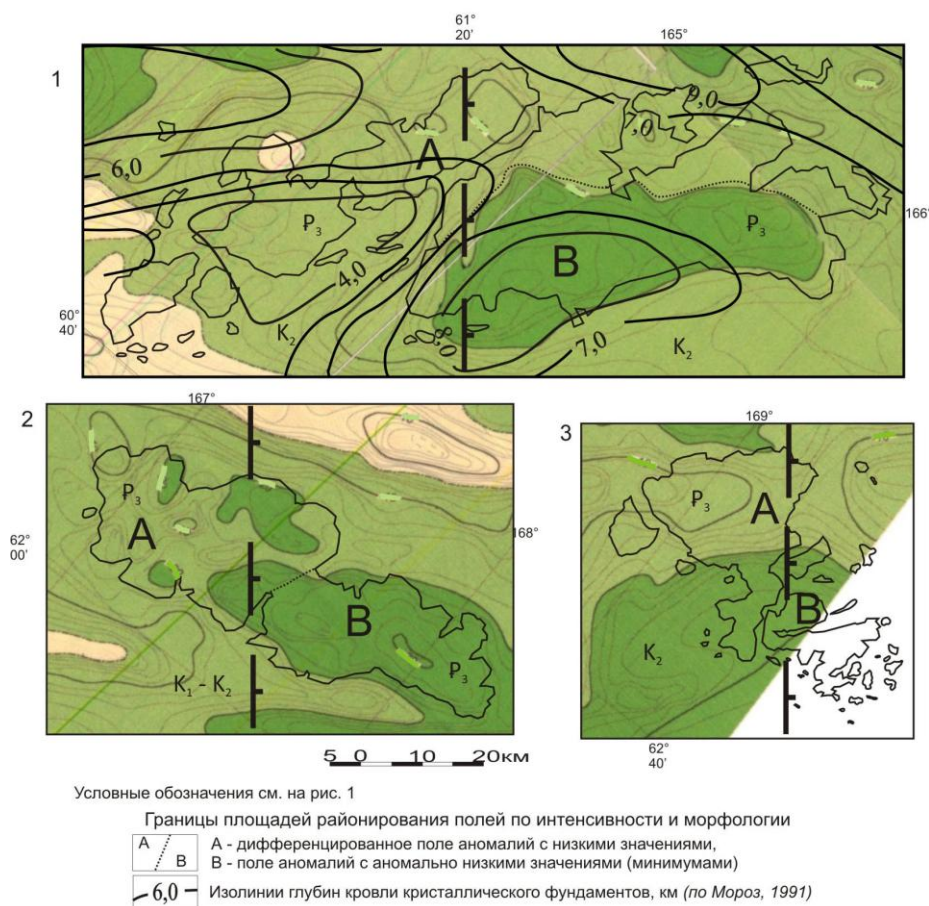 61°
20'
165°
1
9,0
,0
6,0
A
166°
P₃
P₃
B
4,0
60°
40'
K₂
8,0
7,0
K₂
2
167°
3
169°
P₃
A
62°
00'
168°
B
P₃
K₁ - K₂
P₃
A
B
K₂
62°
40'
5 0 10 20км
Условные обозначения см. на рис. 1
Границы площадей районирования полей по интенсивности и морфологии
A B
А - дифференцированное поле аномалий с низкими значениями,
В - поле аномалий с аномально низкими значениями (минимумами)
6,0 Изолинии глубин кровли кристаллического фундаментов, км (по Мороз, 1991)